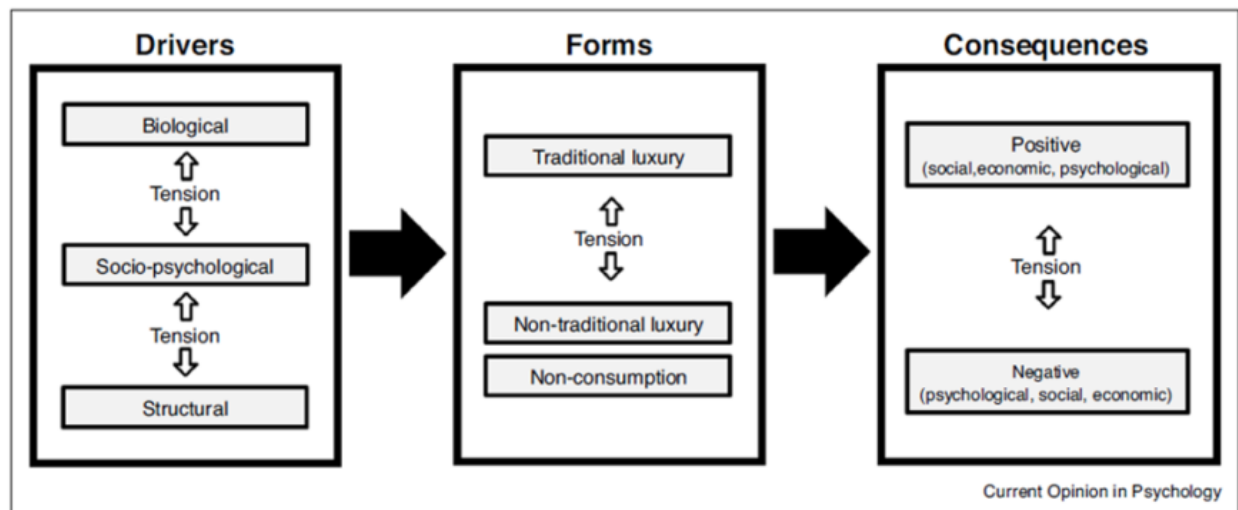 Drivers
Biological
Tension
Socio-psychological
Tension
Structural
Forms
Traditional luxury
Tension
Non-traditional luxury
Non-consumption
Consequences
Positive
(social,economic, psychological)
Tension
Negative
(psychological, social, economic)
Current Opinion in Psychology